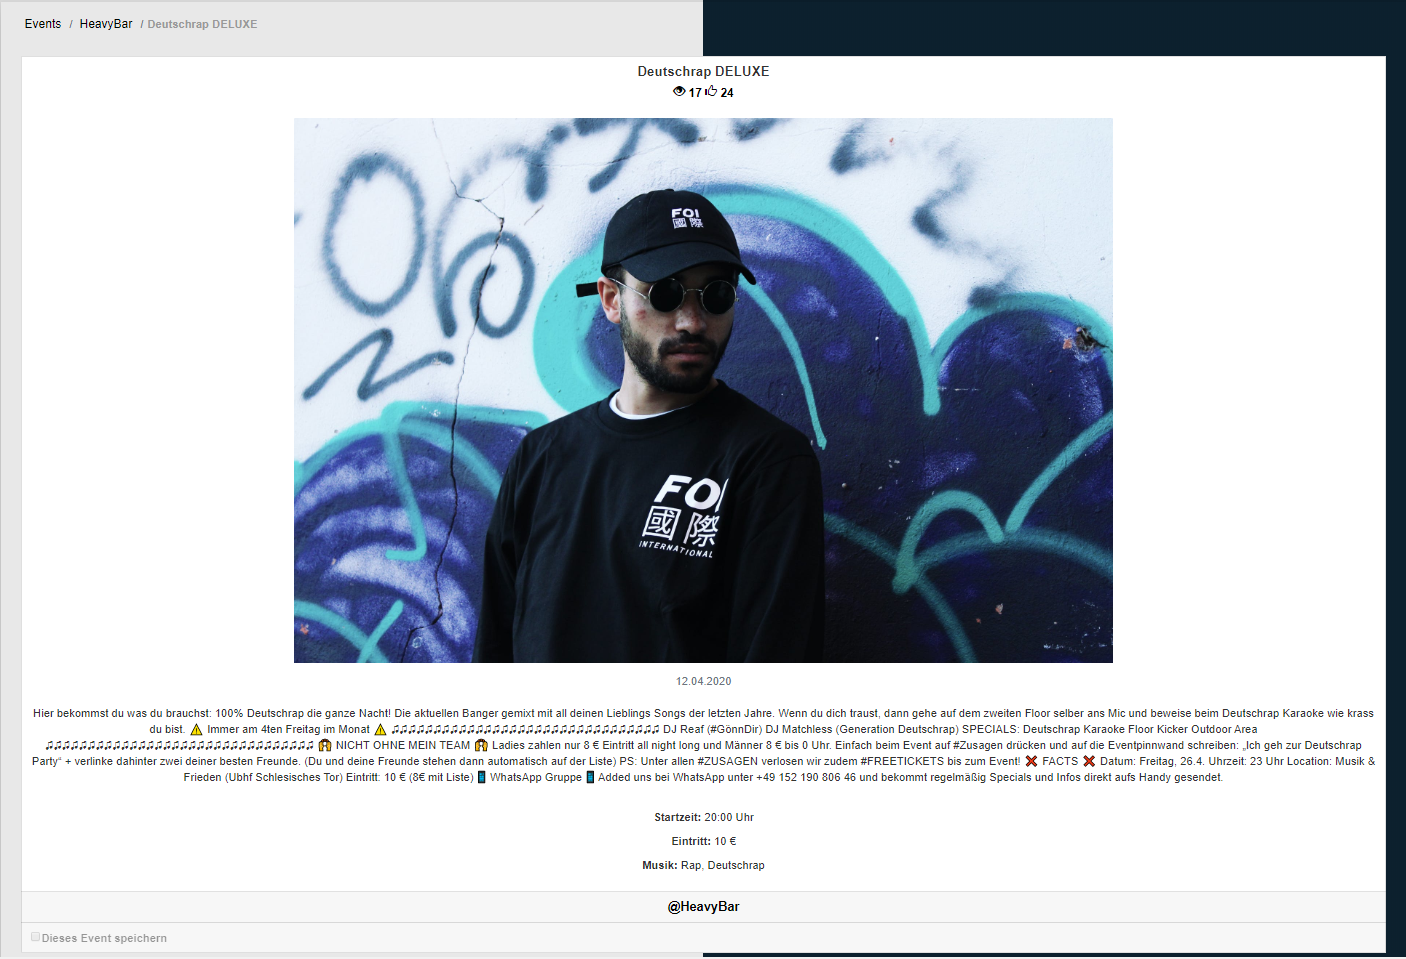 Events / HeavyBar / Deutschrap DELUXE
Deutschrap DELUXE
17 24
FOI
國際
FOI
國際
INTERNATIONAL
12.04.2020
Hier bekommst du was du brauchst: 100% Deutschrap die ganze Nacht! Die aktuellen Banger gemixt mit all deinen Lieblings Songs der letzten Jahre. Wenn du dich traust, dann gehe auf dem zweiten Floor selber ans Mic und beweise beim Deutschrap Karaoke wie krass
du bist. ⚠ Immer am 4ten Freitag im Monat ⚠ ♫♫♫♫♫♫♫♫♫♫♫♫♫♫♫♫♫♫♫♫♫♫♫♫♫♫♫♫♫♫♫♫ DJ Reaf (#GönnDir) DJ Matchless (Generation Deutschrap) SPECIALS: Deutschrap Karaoke Floor Kicker Outdoor Area
♫♫♫♫♫♫♫♫♫♫♫♫♫♫♫♫♫♫♫♫♫♫♫♫♫♫♫♫♫♫♫♫ 🙌 NICHT OHNE MEIN TEAM 🙌 Ladies zahlen nur 8 € Eintritt all night long und Männer 8 € bis 0 Uhr. Einfach beim Event auf #Zusagen drücken und auf die Eventpinnwand schreiben: „Ich geh zur Deutschrap
Party“ + verlinke dahinter zwei deiner besten Freunde. (Du und deine Freunde stehen dann automatisch auf der Liste) PS: Unter allen #ZUSAGEN verlosen wir zudem #FREETICKETS bis zum Event! ❌ FACTS ❌ Datum: Freitag, 26.4. Uhrzeit: 23 Uhr Location: Musik &
Frieden (Ubhf Schlesisches Tor) Eintritt: 10 € (8€ mit Liste) 📱 WhatsApp Gruppe 📱 Added uns bei WhatsApp unter +49 152 190 806 46 und bekommt regelmäßig Specials und Infos direkt aufs Handy gesendet.
Startzeit: 20:00 Uhr
Eintritt: 10 €
Musik: Rap, Deutschrap
@HeavyBar
Dieses Event speichern